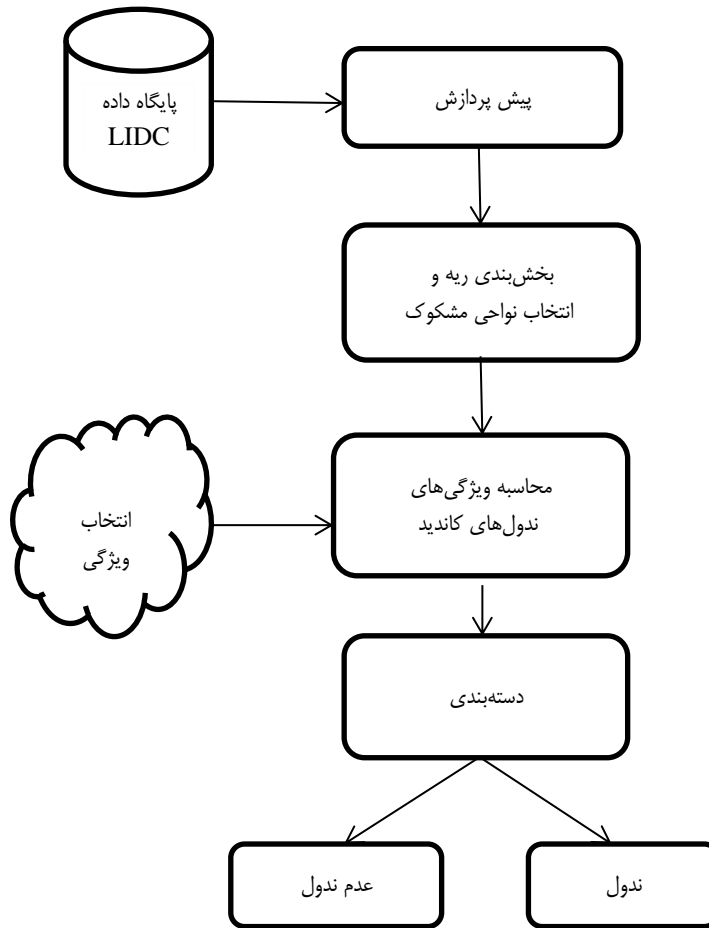 پایگاه داده
LIDC
پیش پردازش
بخش‌بندی ریه و
انتخاب نواحی مشکوک
محاسبه ویژگی‌های
ندول‌های کاندید
انتخاب
ویژگی
دسته‌بندی
عدم ندول
ندول